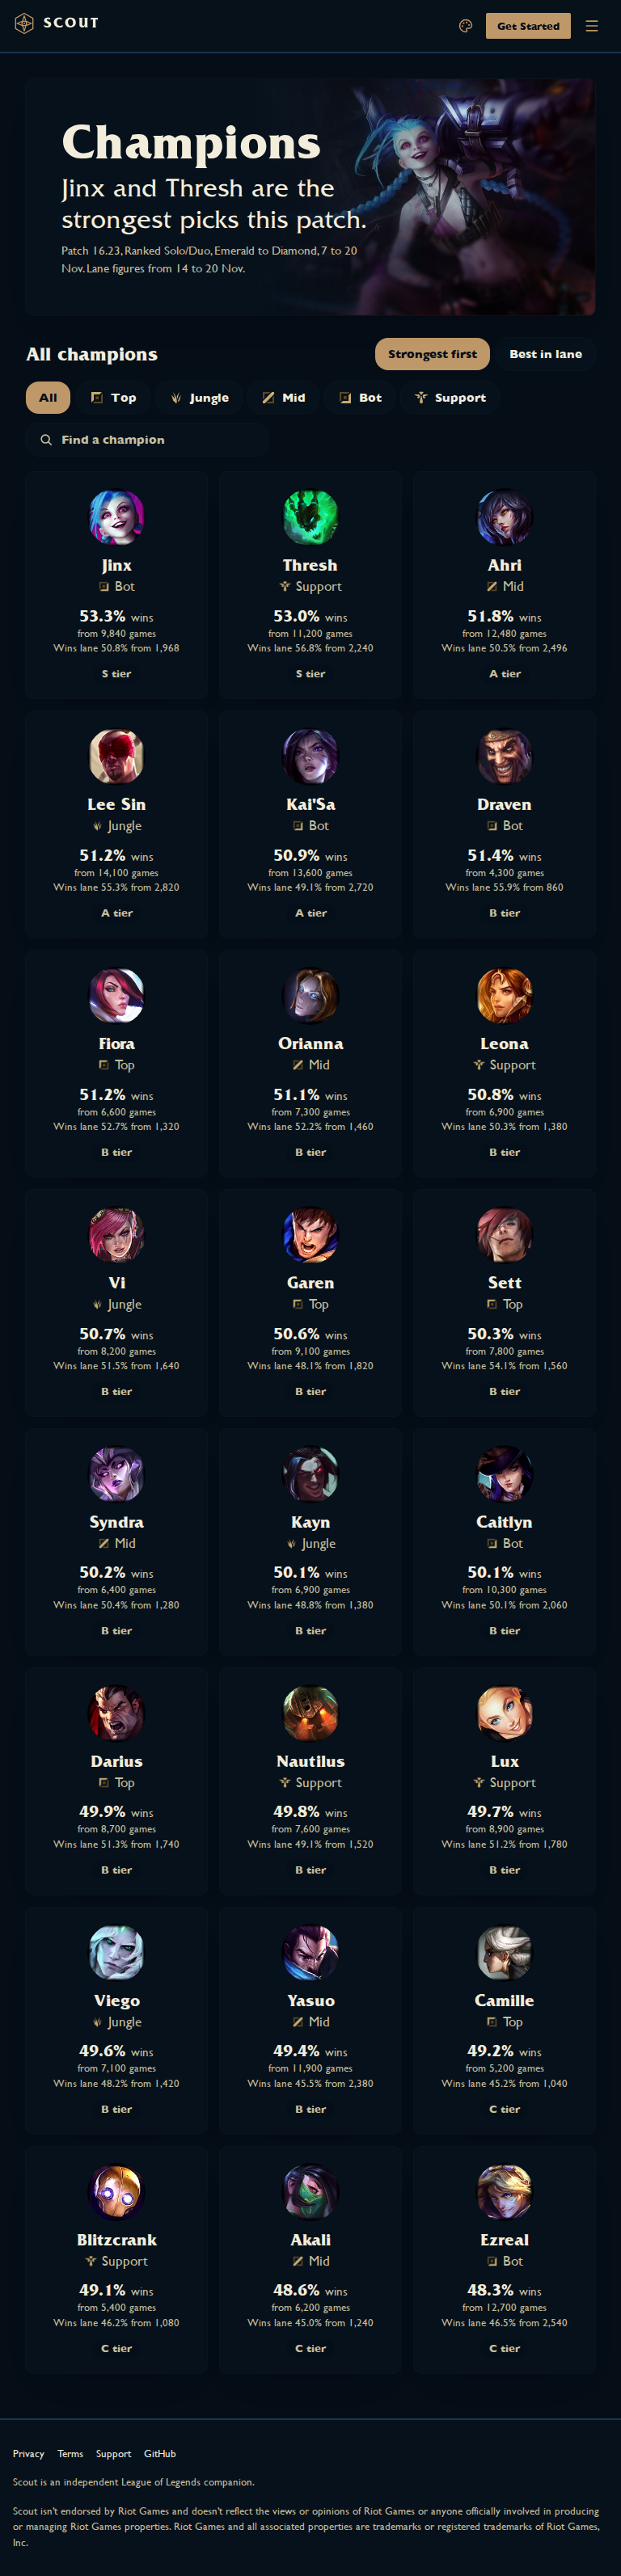 SCOUT
Get Started
Champions
Jinx and Thresh are the
strongest picks this patch.
Patch 16.23, Ranked Solo/Duo, Emerald to Diamond, 7 to 20
Nov. Lane figures from 14 to 20 Nov.
All champions
Strongest first
Best in lane
All
Top
Jungle
Mid
Bot
Support
Find a champion
Jinx
Bot
53.3% wins
from 9,840 games
Wins lane 50.8% from 1,968
S tier
Thresh
Support
53.0% wins
from 11,200 games
Wins lane 56.8% from 2,240
S tier
Ahri
Mid
51.8% wins
from 12,480 games
Wins lane 50.5% from 2,496
A tier
Lee Sin
Jungle
51.2% wins
from 14,100 games
Wins lane 55.3% from 2,820
A tier
Kai'Sa
Bot
50.9% wins
from 13,600 games
Wins lane 49.1% from 2,720
A tier
Draven
Bot
51.4% wins
from 4,300 games
Wins lane 55.9% from 860
B tier
Fiora
Top
51.2% wins
from 6,600 games
Wins lane 52.7% from 1,320
B tier
Orianna
Mid
51.1% wins
from 7,300 games
Wins lane 52.2% from 1,460
B tier
Leona
Support
50.8% wins
from 6,900 games
Wins lane 50.3% from 1,380
B tier
Vi
Jungle
50.7% wins
from 8,200 games
Wins lane 51.5% from 1,640
B tier
Garen
Top
50.6% wins
from 9,100 games
Wins lane 48.1% from 1,820
B tier
Sett
Top
50.3% wins
from 7,800 games
Wins lane 54.1% from 1,560
B tier
Syndra
Mid
50.2% wins
from 6,400 games
Wins lane 50.4% from 1,280
B tier
Kayn
Jungle
50.1% wins
from 6,900 games
Wins lane 48.8% from 1,380
B tier
Caitlyn
Bot
50.1% wins
from 10,300 games
Wins lane 50.1% from 2,060
B tier
Darius
Top
49.9% wins
from 8,700 games
Wins lane 51.3% from 1,740
B tier
Nautilus
Support
49.8% wins
from 7,600 games
Wins lane 49.1% from 1,520
B tier
Lux
Support
49.7% wins
from 8,900 games
Wins lane 51.2% from 1,780
B tier
Viego
Jungle
49.6% wins
from 7,100 games
Wins lane 48.2% from 1,420
B tier
Yasuo
Mid
49.4% wins
from 11,900 games
Wins lane 45.5% from 2,380
B tier
Camille
Top
49.2% wins
from 5,200 games
Wins lane 45.2% from 1,040
C tier
Blitzcrank
Support
49.1% wins
from 5,400 games
Wins lane 46.2% from 1,080
C tier
Akali
Mid
48.6% wins
from 6,200 games
Wins lane 45.0% from 1,240
C tier
Ezreal
Bot
48.3% wins
from 12,700 games
Wins lane 46.5% from 2,540
C tier
Privacy
Terms
Support
GitHub
Scout is an independent League of Legends companion.
Scout isn't endorsed by Riot Games and doesn't reflect the views or opinions of Riot Games or anyone officially involved in producing
or managing Riot Games properties. Riot Games and all associated properties are trademarks or registered trademarks of Riot Games,
Inc.